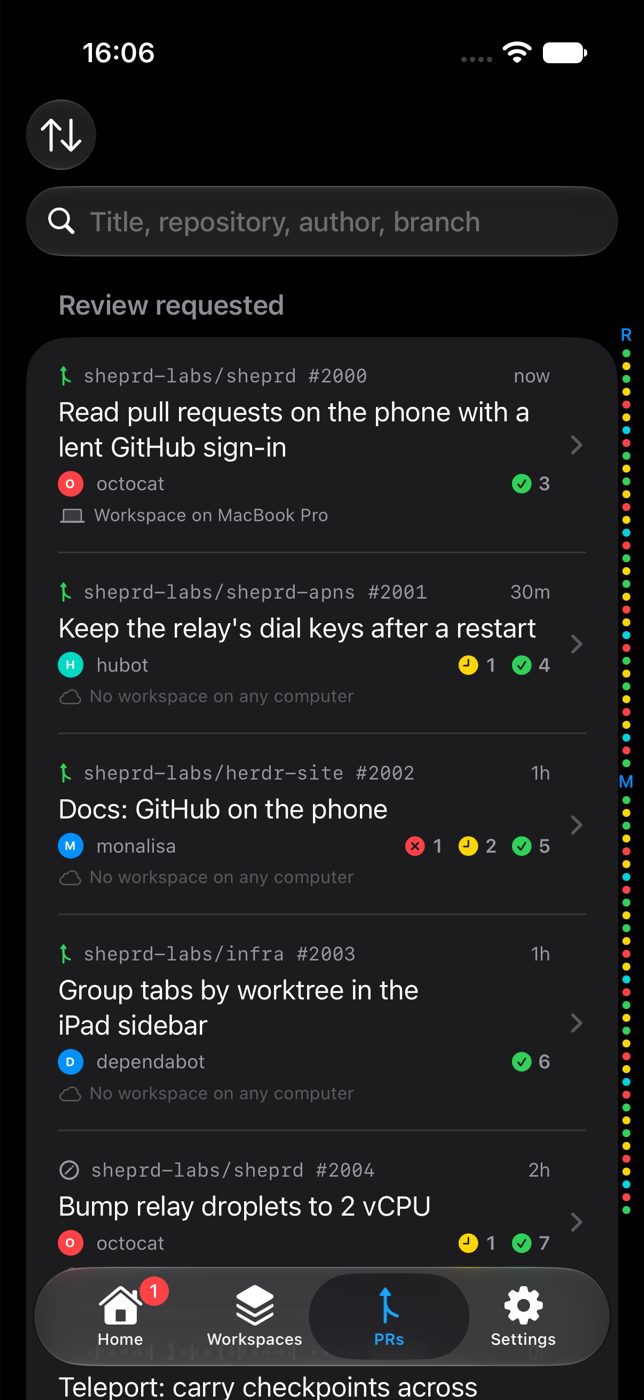 16:06
Title, repository, author, branch
Review requested
R
sheprd-labs/sheprd #2000 now
Read pull requests on the phone with a
lent GitHub sign-in
O octocat 3
Workspace on MacBook Pro
sheprd-labs/sheprd-apns #2001 30m
Keep the relay's dial keys after a restart
H hubot 1 4
No workspace on any computer
sheprd-labs/herdr-site #2002 1h
M
Docs: GitHub on the phone
M monalisa 1 2 5
No workspace on any computer
sheprd-labs/infra #2003 1h
Group tabs by worktree in the
iPad sidebar
D dependabot 6
No workspace on any computer
sheprd-labs/sheprd #2004 2h
Bump relay droplets to 2 vCPU
O octocat 1 7
1
Home Workspaces PRs Settings
Teleport: carry checkpoints across